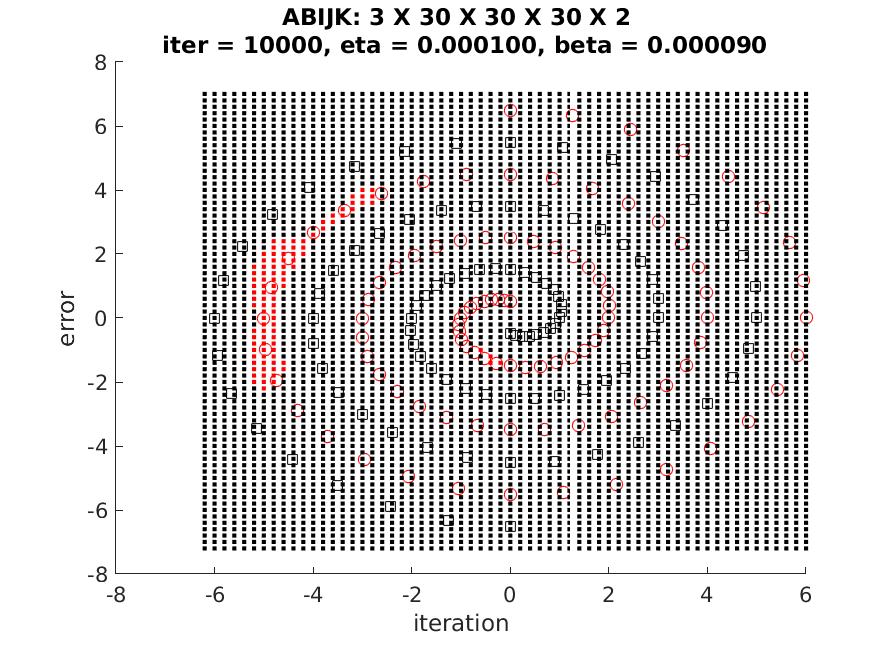 ABIJK: 3 X 30 X 30 X 30 X 2
iter = 10000, eta = 0.000100, beta = 0.000090
8
6
4
2
0
-2
-4
-6
-8
error
-8 -6 -4 -2 0 2 4 6
iteration